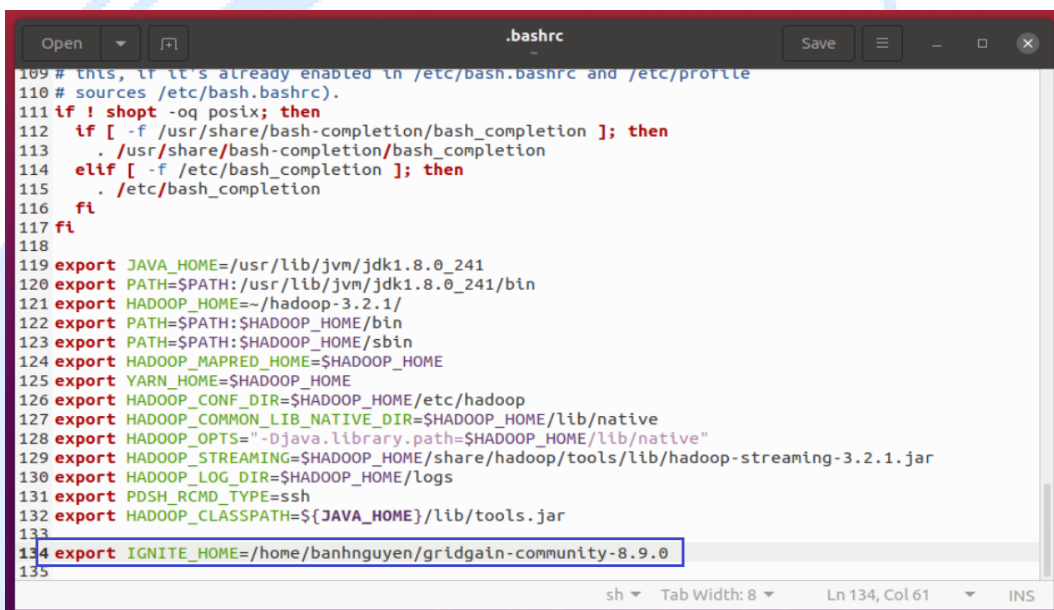 Open
.bashrc
~
Save
109 # this, if it's already enabled in /etc/bash.bashrc and /etc/profile
110 # sources /etc/bash.bashrc).
111 if ! shopt -oq posix; then
112   if [ -f /usr/share/bash-completion/bash_completion ]; then
113     . /usr/share/bash-completion/bash_completion
114   elif [ -f /etc/bash_completion ]; then
115     . /etc/bash_completion
116   fi
117 fi
118
119 export JAVA_HOME=/usr/lib/jvm/jdk1.8.0_241
120 export PATH=$PATH:/usr/lib/jvm/jdk1.8.0_241/bin
121 export HADOOP_HOME=~/hadoop-3.2.1/
122 export PATH=$PATH:$HADOOP_HOME/bin
123 export PATH=$PATH:$HADOOP_HOME/sbin
124 export HADOOP_MAPRED_HOME=$HADOOP_HOME
125 export YARN_HOME=$HADOOP_HOME
126 export HADOOP_CONF_DIR=$HADOOP_HOME/etc/hadoop
127 export HADOOP_COMMON_LIB_NATIVE_DIR=$HADOOP_HOME/lib/native
128 export HADOOP_OPTS="-Djava.library.path=$HADOOP_HOME/lib/native"
129 export HADOOP_STREAMING=$HADOOP_HOME/share/hadoop/tools/lib/hadoop-streaming-3.2.1.jar
130 export HADOOP_LOG_DIR=$HADOOP_HOME/logs
131 export PDSH_RCMD_TYPE=ssh
132 export HADOOP_CLASSPATH=${JAVA_HOME}/lib/tools.jar
133
134 export IGNITE_HOME=/home/banhnguyen/gridgain-community-8.9.0
135
sh Tab Width: 8 Ln 134, Col 61 INS